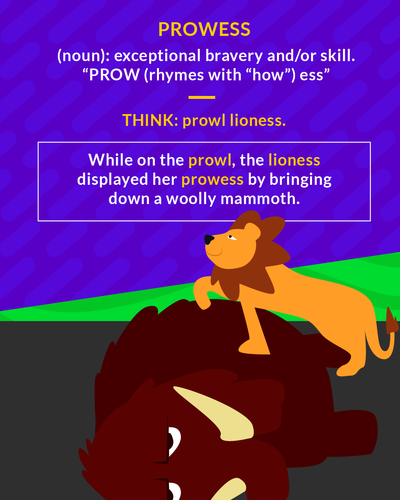 PROWESS
(noun): exceptional bravery and/or skill.
“PROW (rhymes with “how”) ess”
THINK: prowl lioness.
While on the prowl, the lioness
displayed her prowess by bringing
down a woolly mammoth.